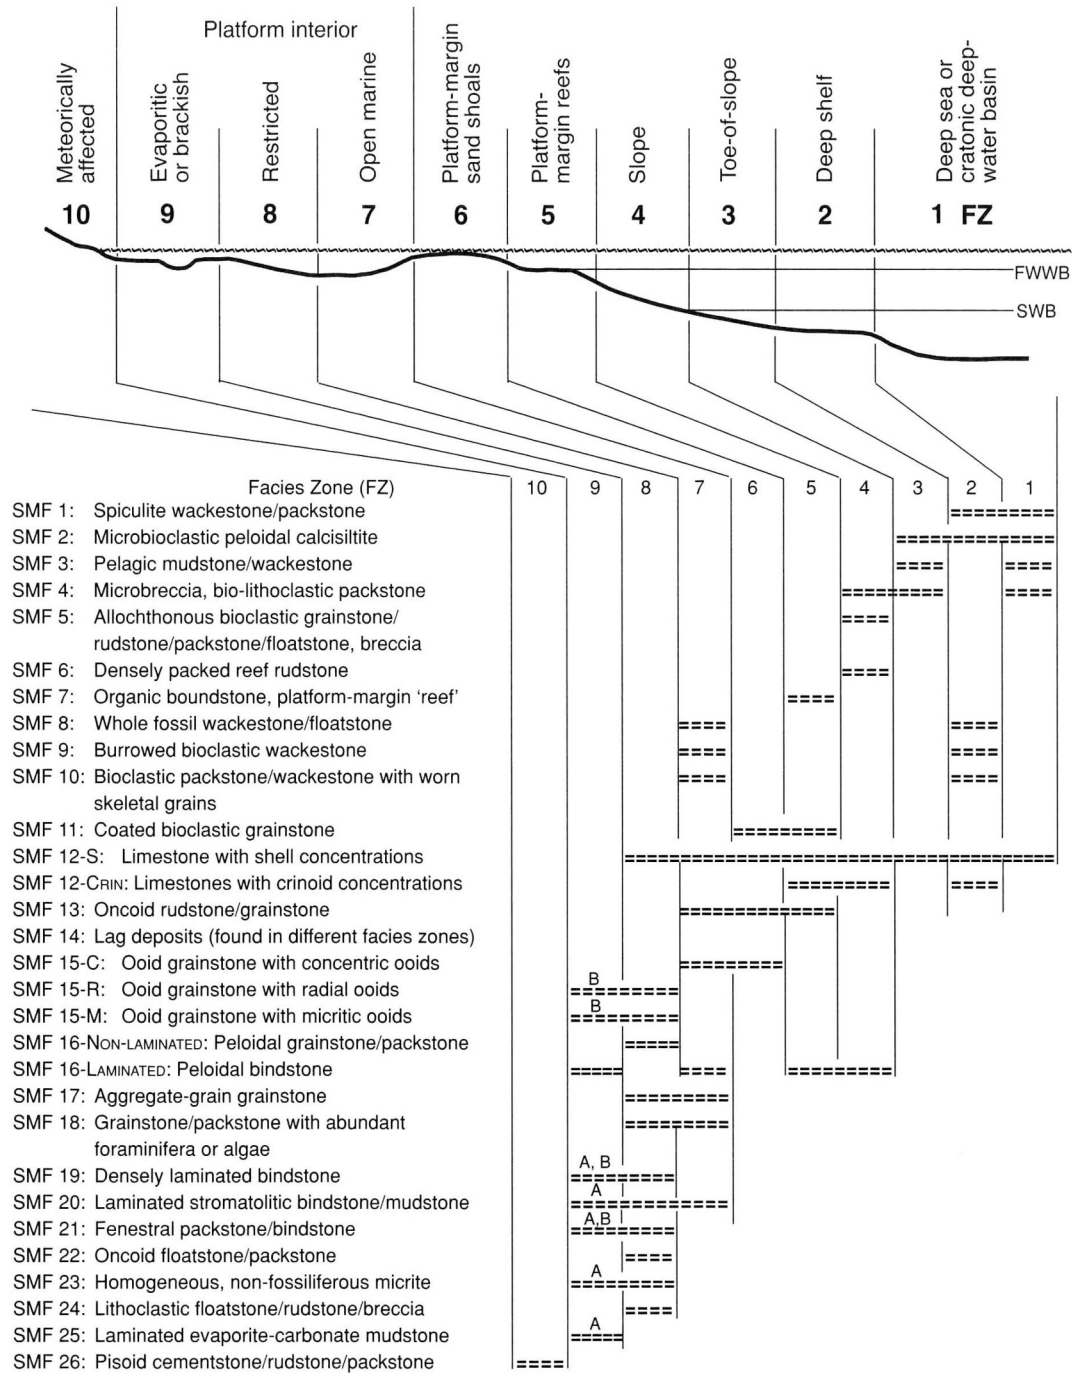 Platform interior
Meteorically
affected
Evaporitic
or brackish
Restricted
Open marine
Platform-margin
sand shoals
Platform-
margin reefs
Slope
Toe-of-slope
Deep shelf
Deep sea or
cratonic deep-
water basin
10 9 8 7 6 5 4 3 2 1 FZ
FWWB
SWB
Facies Zone (FZ) 10 9 8 7 6 5 4 3 2 1
SMF 1: Spiculite wackestone/packstone
SMF 2: Microbioclastic peloidal calcisiltite
SMF 3: Pelagic mudstone/wackestone
SMF 4: Microbreccia, bio-lithoclastic packstone
SMF 5: Allochthonous bioclastic grainstone/
rudstone/packstone/floatstone, breccia
SMF 6: Densely packed reef rudstone
SMF 7: Organic boundstone, platform-margin ‘reef’
SMF 8: Whole fossil wackestone/floatstone
SMF 9: Burrowed bioclastic wackestone
SMF 10: Bioclastic packstone/wackestone with worn
skeletal grains
SMF 11: Coated bioclastic grainstone
SMF 12-S: Limestone with shell concentrations
SMF 12-CRIN: Limestones with crinoid concentrations
SMF 13: Oncoid rudstone/grainstone
SMF 14: Lag deposits (found in different facies zones)
SMF 15-C: Ooid grainstone with concentric ooids
SMF 15-R: Ooid grainstone with radial ooids B
SMF 15-M: Ooid grainstone with micritic ooids B
SMF 16-NON-LAMINATED: Peloidal grainstone/packstone
SMF 16-LAMINATED: Peloidal bindstone
SMF 17: Aggregate-grain grainstone
SMF 18: Grainstone/packstone with abundant
foraminifera or algae
SMF 19: Densely laminated bindstone A, B
SMF 20: Laminated stromatolitic bindstone/mudstone A
SMF 21: Fenestral packstone/bindstone A,B
SMF 22: Oncoid floatstone/packstone
SMF 23: Homogeneous, non-fossiliferous micrite A
SMF 24: Lithoclastic floatstone/rudstone/breccia
SMF 25: Laminated evaporite-carbonate mudstone A
SMF 26: Pisoid cementstone/rudstone/packstone